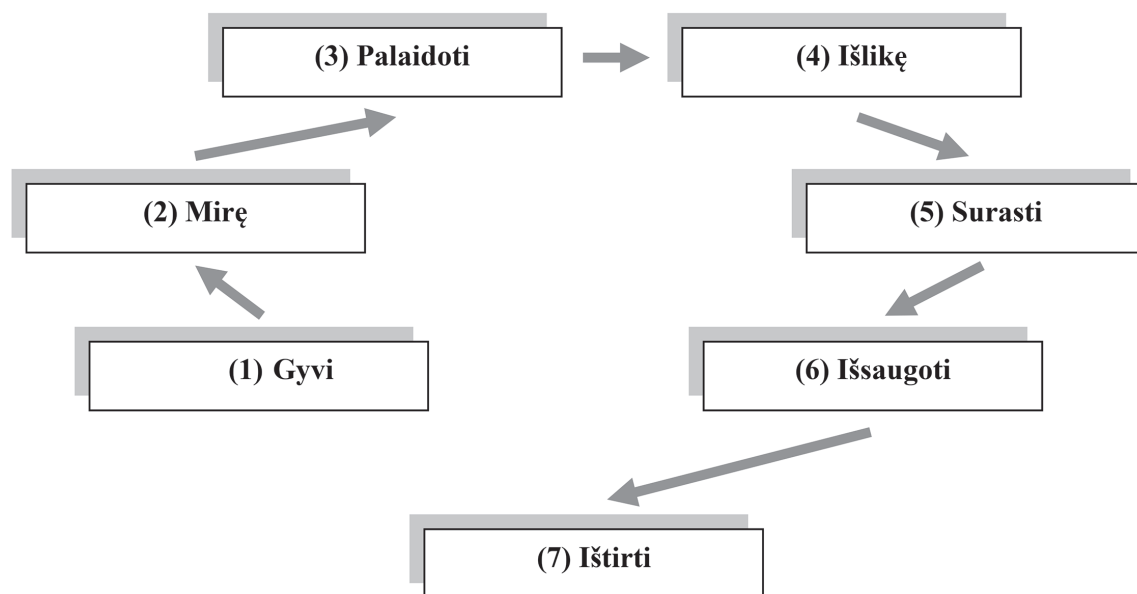 (1) Gyvi
(2) Mirę
(3) Palaidoti
(4) Išlikę
(5) Surasti
(6) Išsaugoti
(7) Ištirti